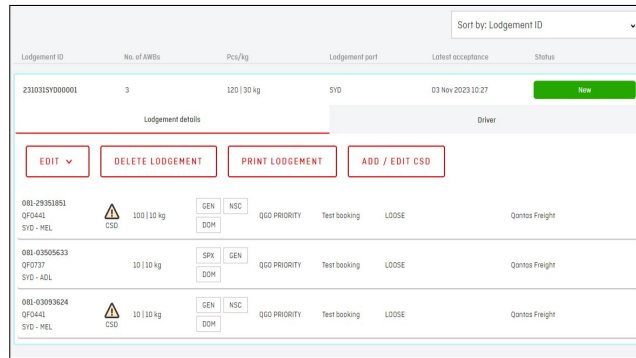 Sort by: Lodgement ID
Lodgement ID No. of AWBs Pcs/kg Lodgement port Latest acceptance Status
231031SYD00001 3 120 | 30 kg SYD 03 Nov 2023 10:27 New
Lodgement details Driver
EDIT DELETE LODGEMENT PRINT LODGEMENT ADD / EDIT CSD
081-29351851
QF0441
SYD - MEL
CSD
100 | 10 kg
GEN NSC
DOM
QGO PRIORITY Test booking LOOSE Qantas Freight
081-03505633
QF0737
SYD - ADL
10 | 10 kg
SPX GEN
DOM
QGO PRIORITY Test booking LOOSE Qantas Freight
081-03093624
QF0441
SYD - MEL
CSD
10 | 10 kg
GEN NSC
DOM
QGO PRIORITY Test booking LOOSE Qantas Freight